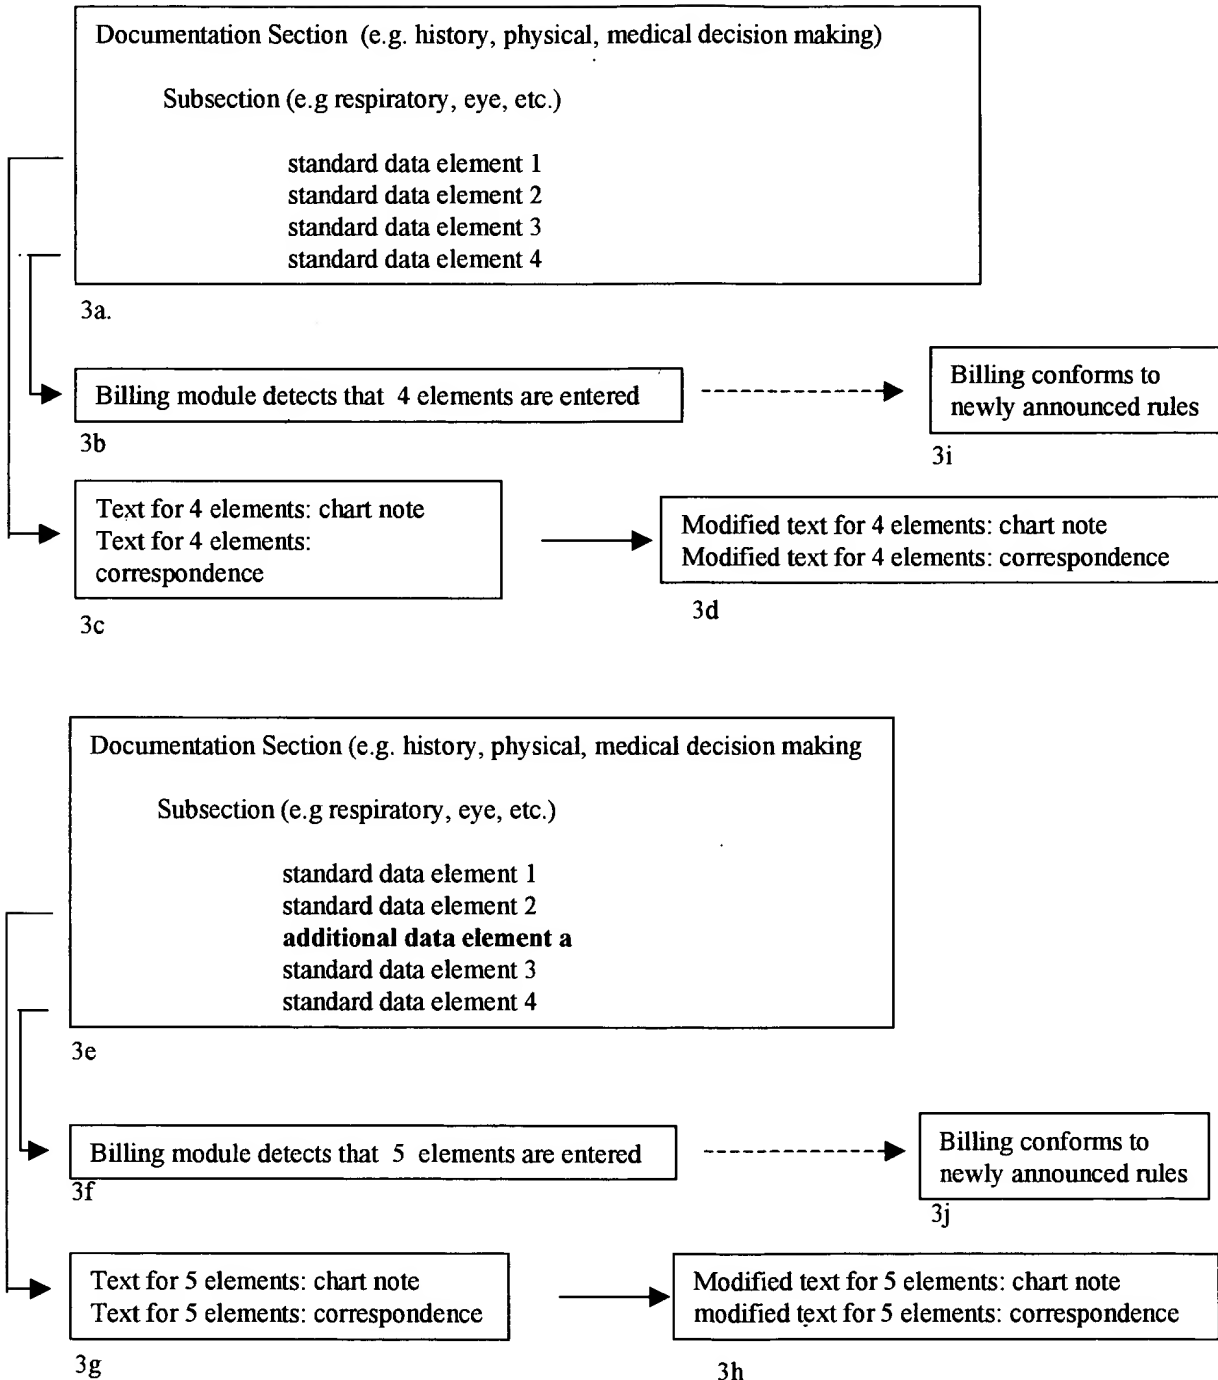 Documentation Section (e.g. history, physical, medical decision making)
Subsection (e.g respiratory, eye, etc.)
standard data element 1
standard data element 2
standard data element 3
standard data element 4
3a.
Billing module detects that 4 elements are entered
3b
Billing conforms to
newly announced rules
3i
Text for 4 elements: chart note
Text for 4 elements:
correspondence
3c
Modified text for 4 elements: chart note
Modified text for 4 elements: correspondence
3d
Documentation Section (e.g. history, physical, medical decision making
Subsection (e.g respiratory, eye, etc.)
standard data element 1
standard data element 2
additional data element a
standard data element 3
standard data element 4
3e
Billing module detects that 5 elements are entered
3f
Billing conforms to
newly announced rules
3j
Text for 5 elements: chart note
Text for 5 elements: correspondence
3g
Modified text for 5 elements: chart note
modified text for 5 elements: correspondence
3h